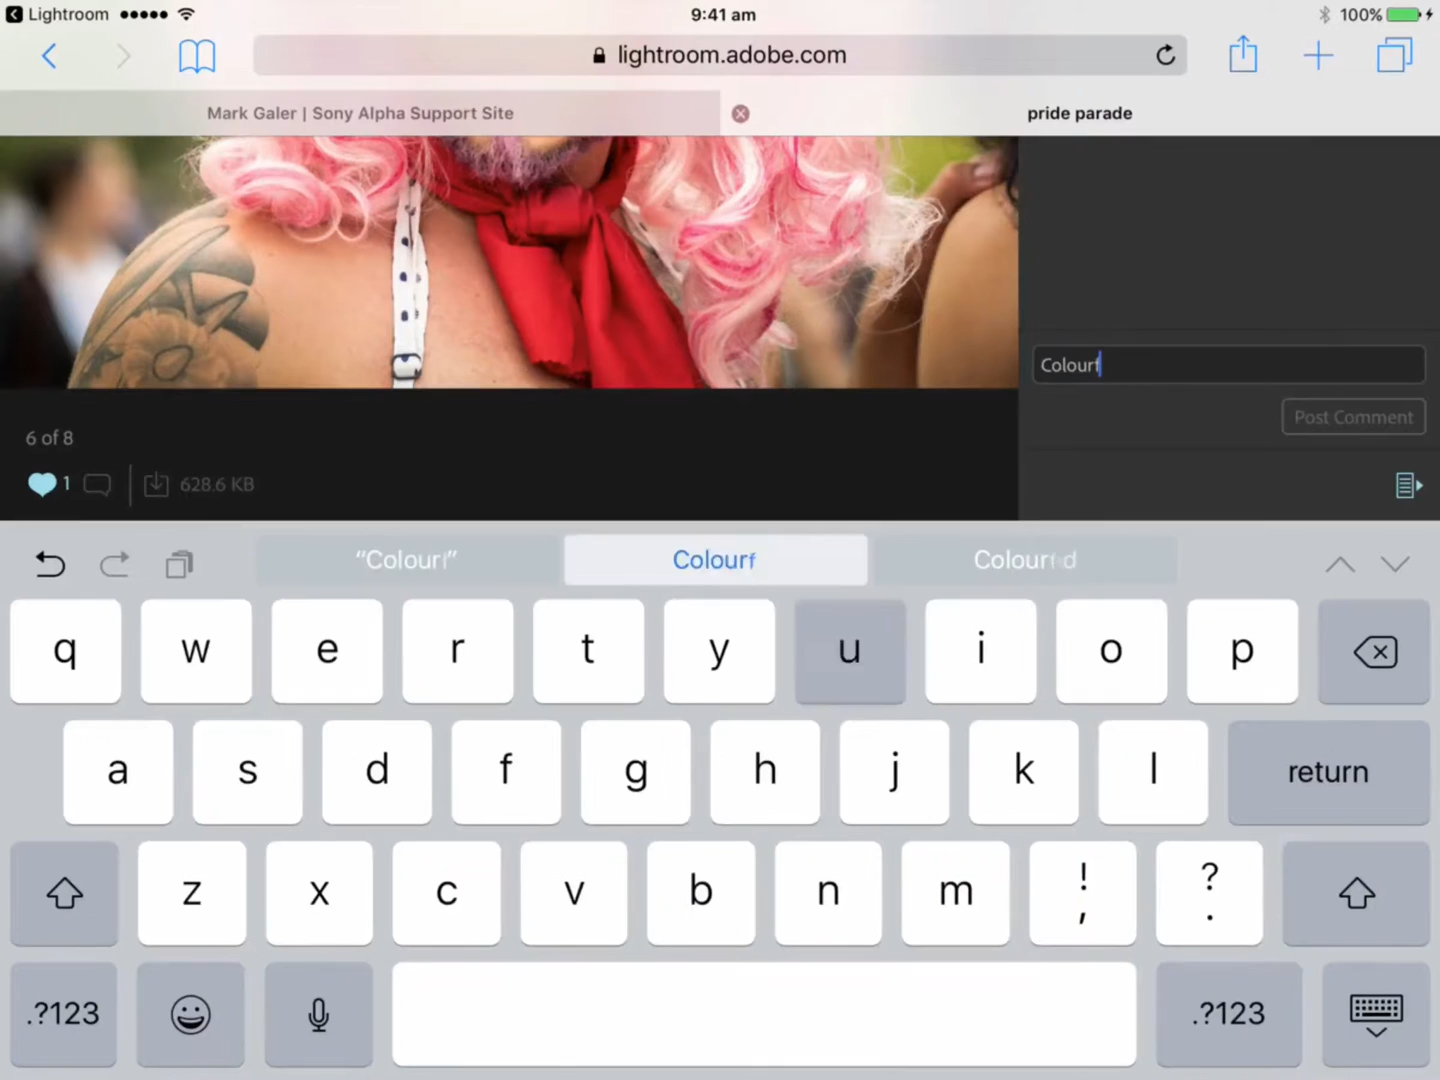 Lightroom
9:41 am
100%
lightroom.adobe.com
Mark Galer | Sony Alpha Support Site
pride parade
Colourf
Post Comment
6 of 8
1
628.6 KB
Colourf
q w e r t y u i o p
a s d f g h j k l return
z x c v b n m ! , ? .
.?123 .?123